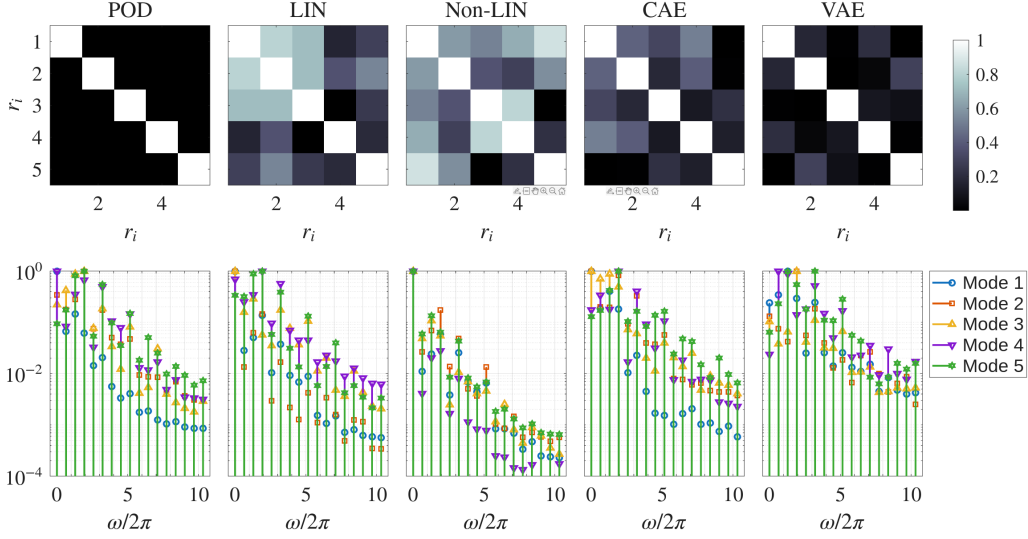 POD LIN Non-LIN CAE VAE
1
2
3
4
5
r_i
2 4 2 4 2 4 2 4 2 4
r_i r_i r_i r_i r_i
1
0.8
0.6
0.4
0.2
10⁰
10⁻²
10⁻⁴
0 5 10 0 5 10 0 5 10 0 5 10 0 5 10
ω/2π ω/2π ω/2π ω/2π ω/2π
Mode 1
Mode 2
Mode 3
Mode 4
Mode 5